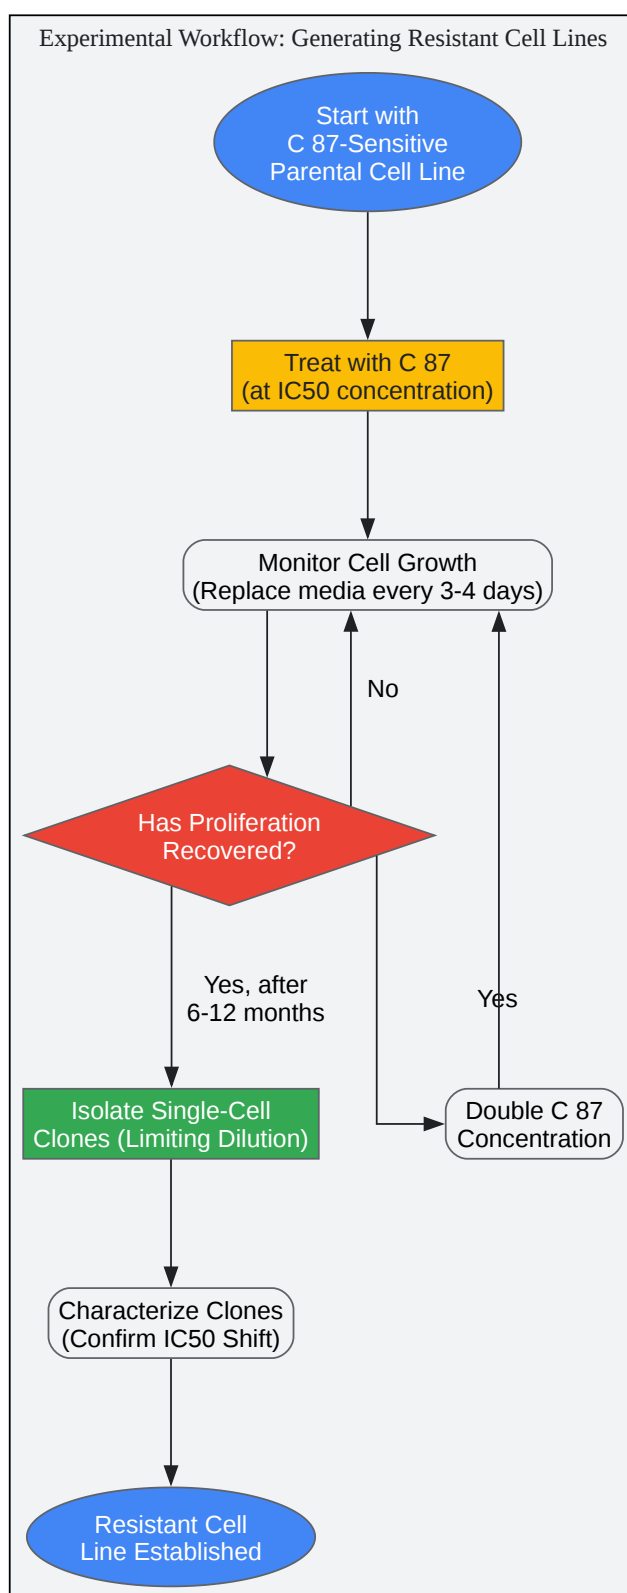 Experimental Workflow: Generating Resistant Cell Lines
Start with
C 87-Sensitive
Parental Cell Line
Treat with C 87
(at IC50 concentration)
Monitor Cell Growth
(Replace media every 3-4 days)
No
Has Proliferation
Recovered?
Yes, after
6-12 months
Yes
Isolate Single-Cell
Clones (Limiting Dilution)
Double C 87
Concentration
Characterize Clones
(Confirm IC50 Shift)
Resistant Cell
Line Established